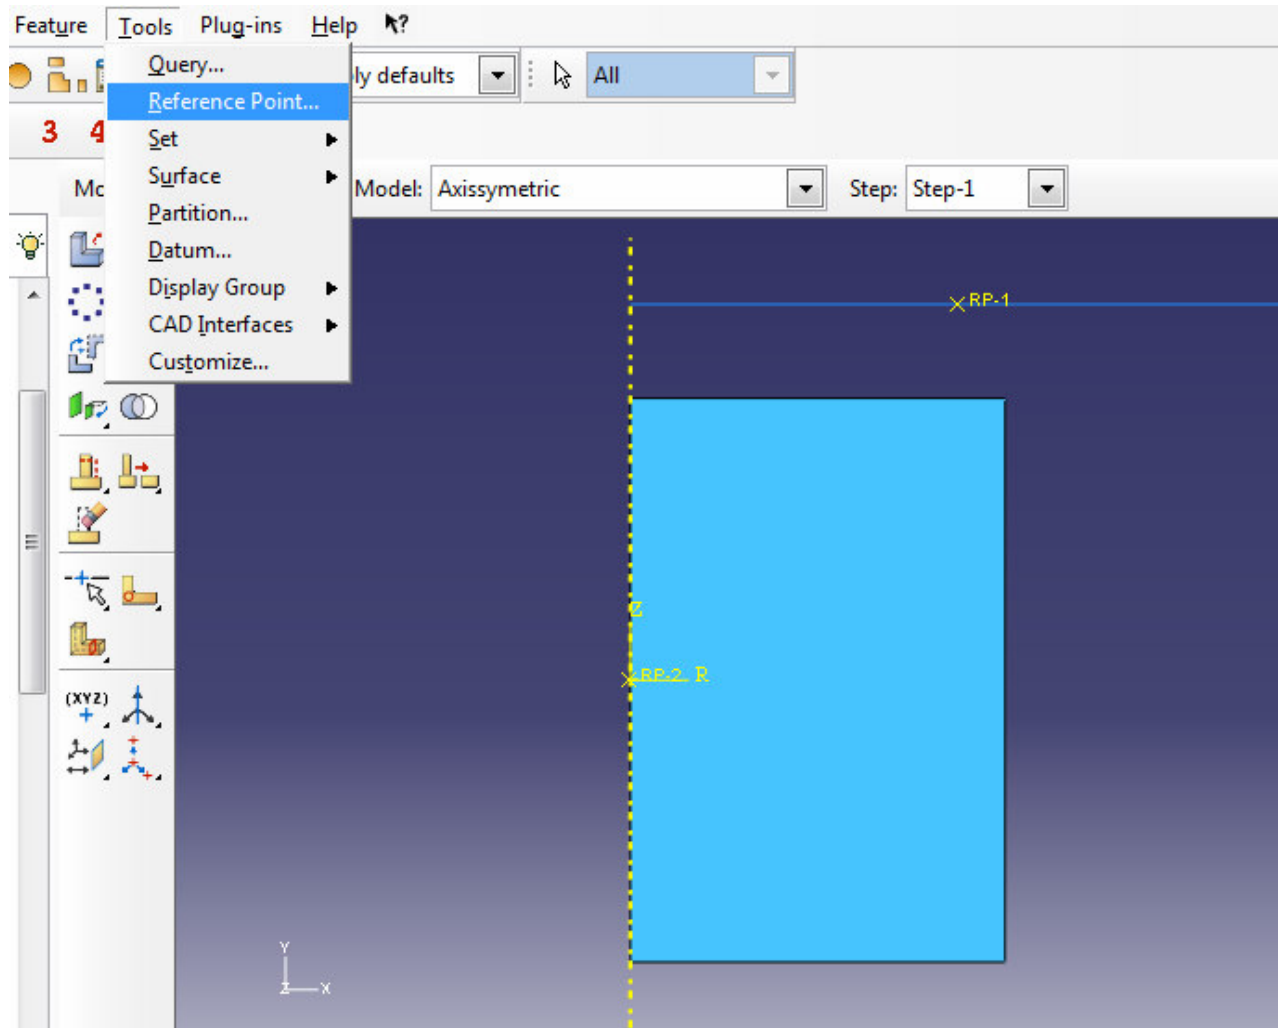 Feature Tools Plug-ins Help
Query...
ly defaults
All
Reference Point...
3 4
Set
Surface
Model: Axissymetric Step: Step-1
Partition...
Datum...
Display Group
RP-1
CAD Interfaces
Customize...
Z
RP-2 R
(XYZ)
Y
Z X